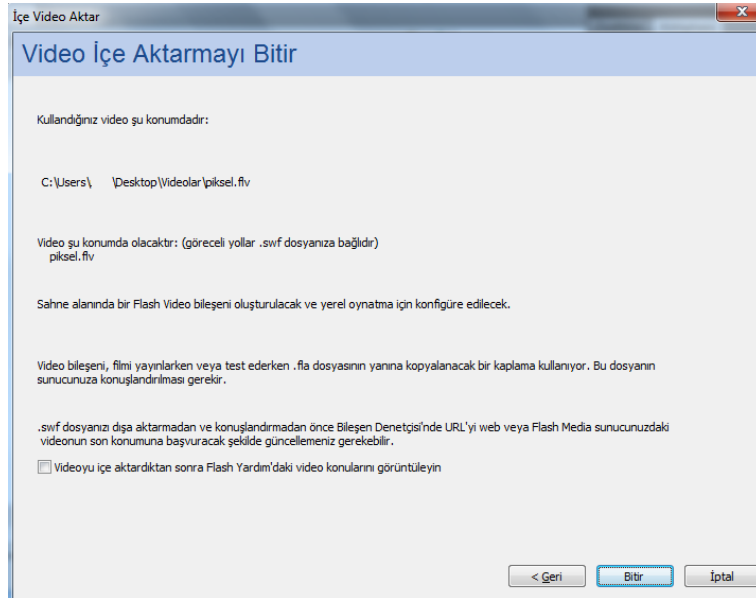 İçe Video Aktar
Video İçe Aktarmayı Bitir
Kullandığınız video şu konumdadır:
C:\Users\ \Desktop\Videolar\piksel.flv
Video şu konumda olacaktır: (göreceli yollar .swf dosyanıza bağlıdır)
piksel.flv
Sahne alanında bir Flash Video bileşeni oluşturulacak ve yerel oynatma için konfigüre edilecek.
Video bileşeni, filmi yayınlarken veya test ederken .fla dosyasının yanına kopyalanacak bir kaplama kullanıyor. Bu dosyanın
sunucunuza konuşlandırılması gerekir.
.swf dosyanızı dışa aktarmadan ve konuşlandırmadan önce Bileşen Denetçisi'nde URL'yi web veya Flash Media sunucunuzdaki
videonun son konumuna başvuracak şekilde güncellemeniz gerekebilir.
Videoyu içe aktardıktan sonra Flash Yardım'daki video konularını görüntüleyin
< Geri Bitir İptal